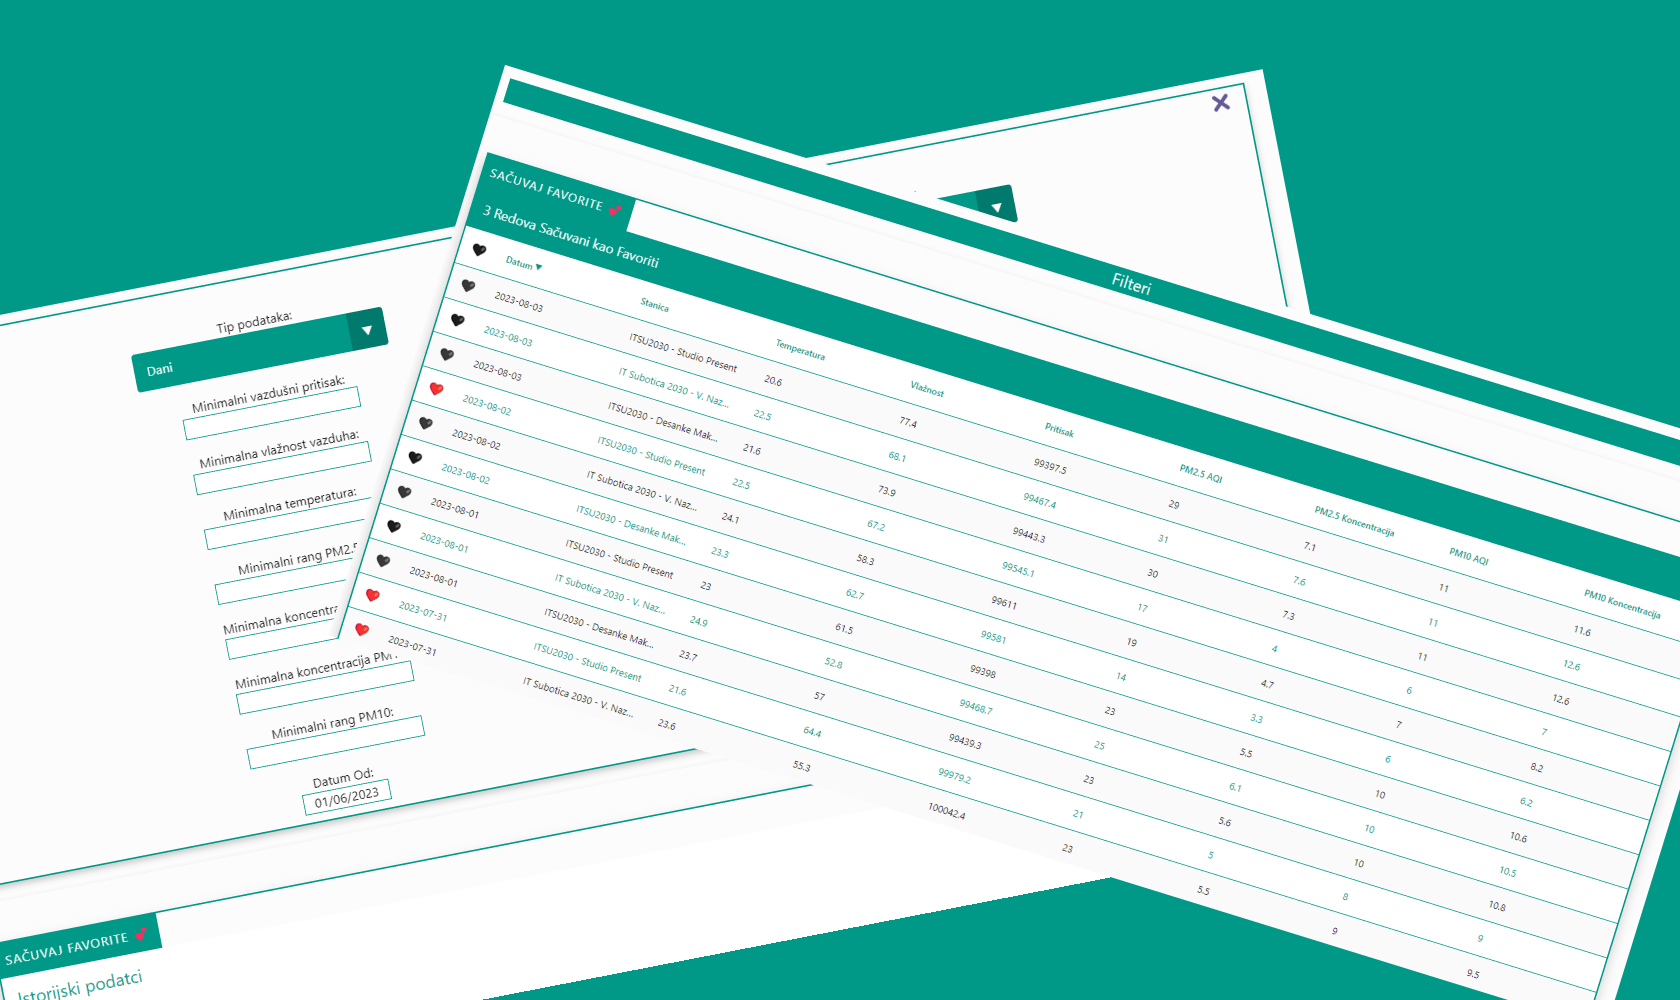 Tip podataka:
Dani
Minimalni vazdušni pritisak:
Minimalna vlažnost vazduha:
Minimalna temperatura:
Minimalni rang PM2.5
Minimalna koncentra
Minimalna koncentracija PM
Minimalni rang PM10:
Datum Od:
01/06/2023
SAČUVAJ FAVORITE
Istorijski podatci
Filteri
SAČUVAJ FAVORITE
3 Redova Sačuvani kao Favoriti
Datum ▼ Stanica Temperatura Vlažnost Pritisak PM2.5 AQI PM2.5 Koncentracija PM10 AQI PM10 Koncentracija
2023-08-03 ITSU2030 - Studio Present 20.6 77.4 99397.5 29 7.1 11 11.6
2023-08-03 IT Subotica 2030 - V. Naz... 22.5 68.1 99467.4 31 7.6 11 12.6
2023-08-03 ITSU2030 - Desanke Mak... 21.6 73.9 99443.3 30 7.3 11 12.6
2023-08-02 ITSU2030 - Studio Present 22.5 67.2 99545.1 17 4 6 7
2023-08-02 IT Subotica 2030 - V. Naz... 24.1 58.3 99611 19 4.7 7 8.2
2023-08-02 ITSU2030 - Desanke Mak... 23.3 62.7 99581 14 3.3 6 6.2
2023-08-01 ITSU2030 - Studio Present 23 61.5 99398 23 5.5 10 10.6
2023-08-01 IT Subotica 2030 - V. Naz... 24.9 52.8 99468.7 25 6.1 10 10.5
2023-08-01 ITSU2030 - Desanke Mak... 23.7 57 99439.3 23 5.6 10 10.8
2023-07-31 ITSU2030 - Studio Present 21.6 64.4 99979.2 21 5 8 9
2023-07-31 IT Subotica 2030 - V. Naz... 23.6 55.3 100042.4 23 5.5 9 9.5